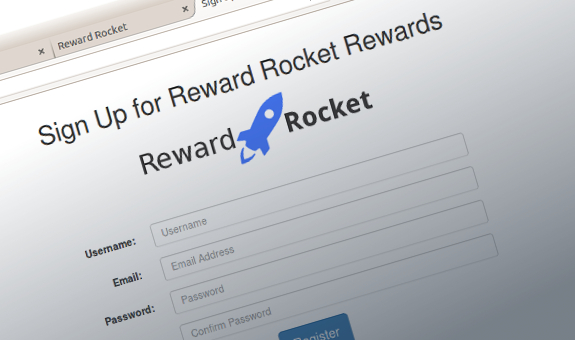 Reward Rocket
Sign Up for Reward Rocket Rewards
Reward Rocket
Username:
Username
Email:
Email Address
Password:
Password
Confirm Password
Register